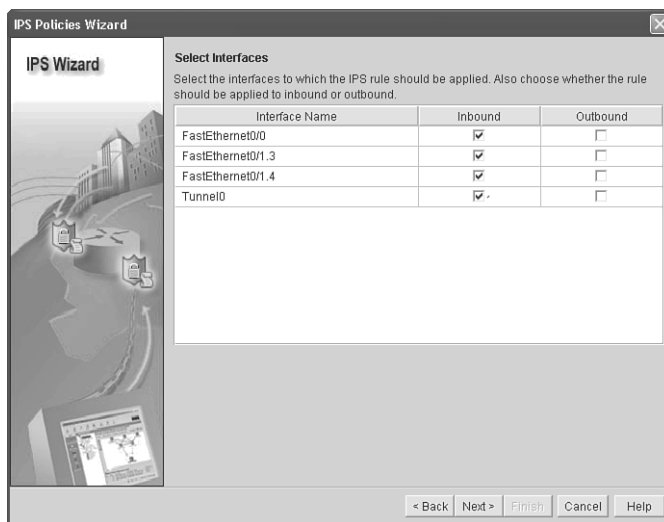 IPS Policies Wizard
IPS Wizard
Select Interfaces
Select the interfaces to which the IPS rule should be applied. Also choose whether the rule
should be applied to inbound or outbound.
Interface Name Inbound Outbound
FastEthernet0/0
FastEthernet0/1.3
FastEthernet0/1.4
Tunnel0
< Back Next > Finish Cancel Help